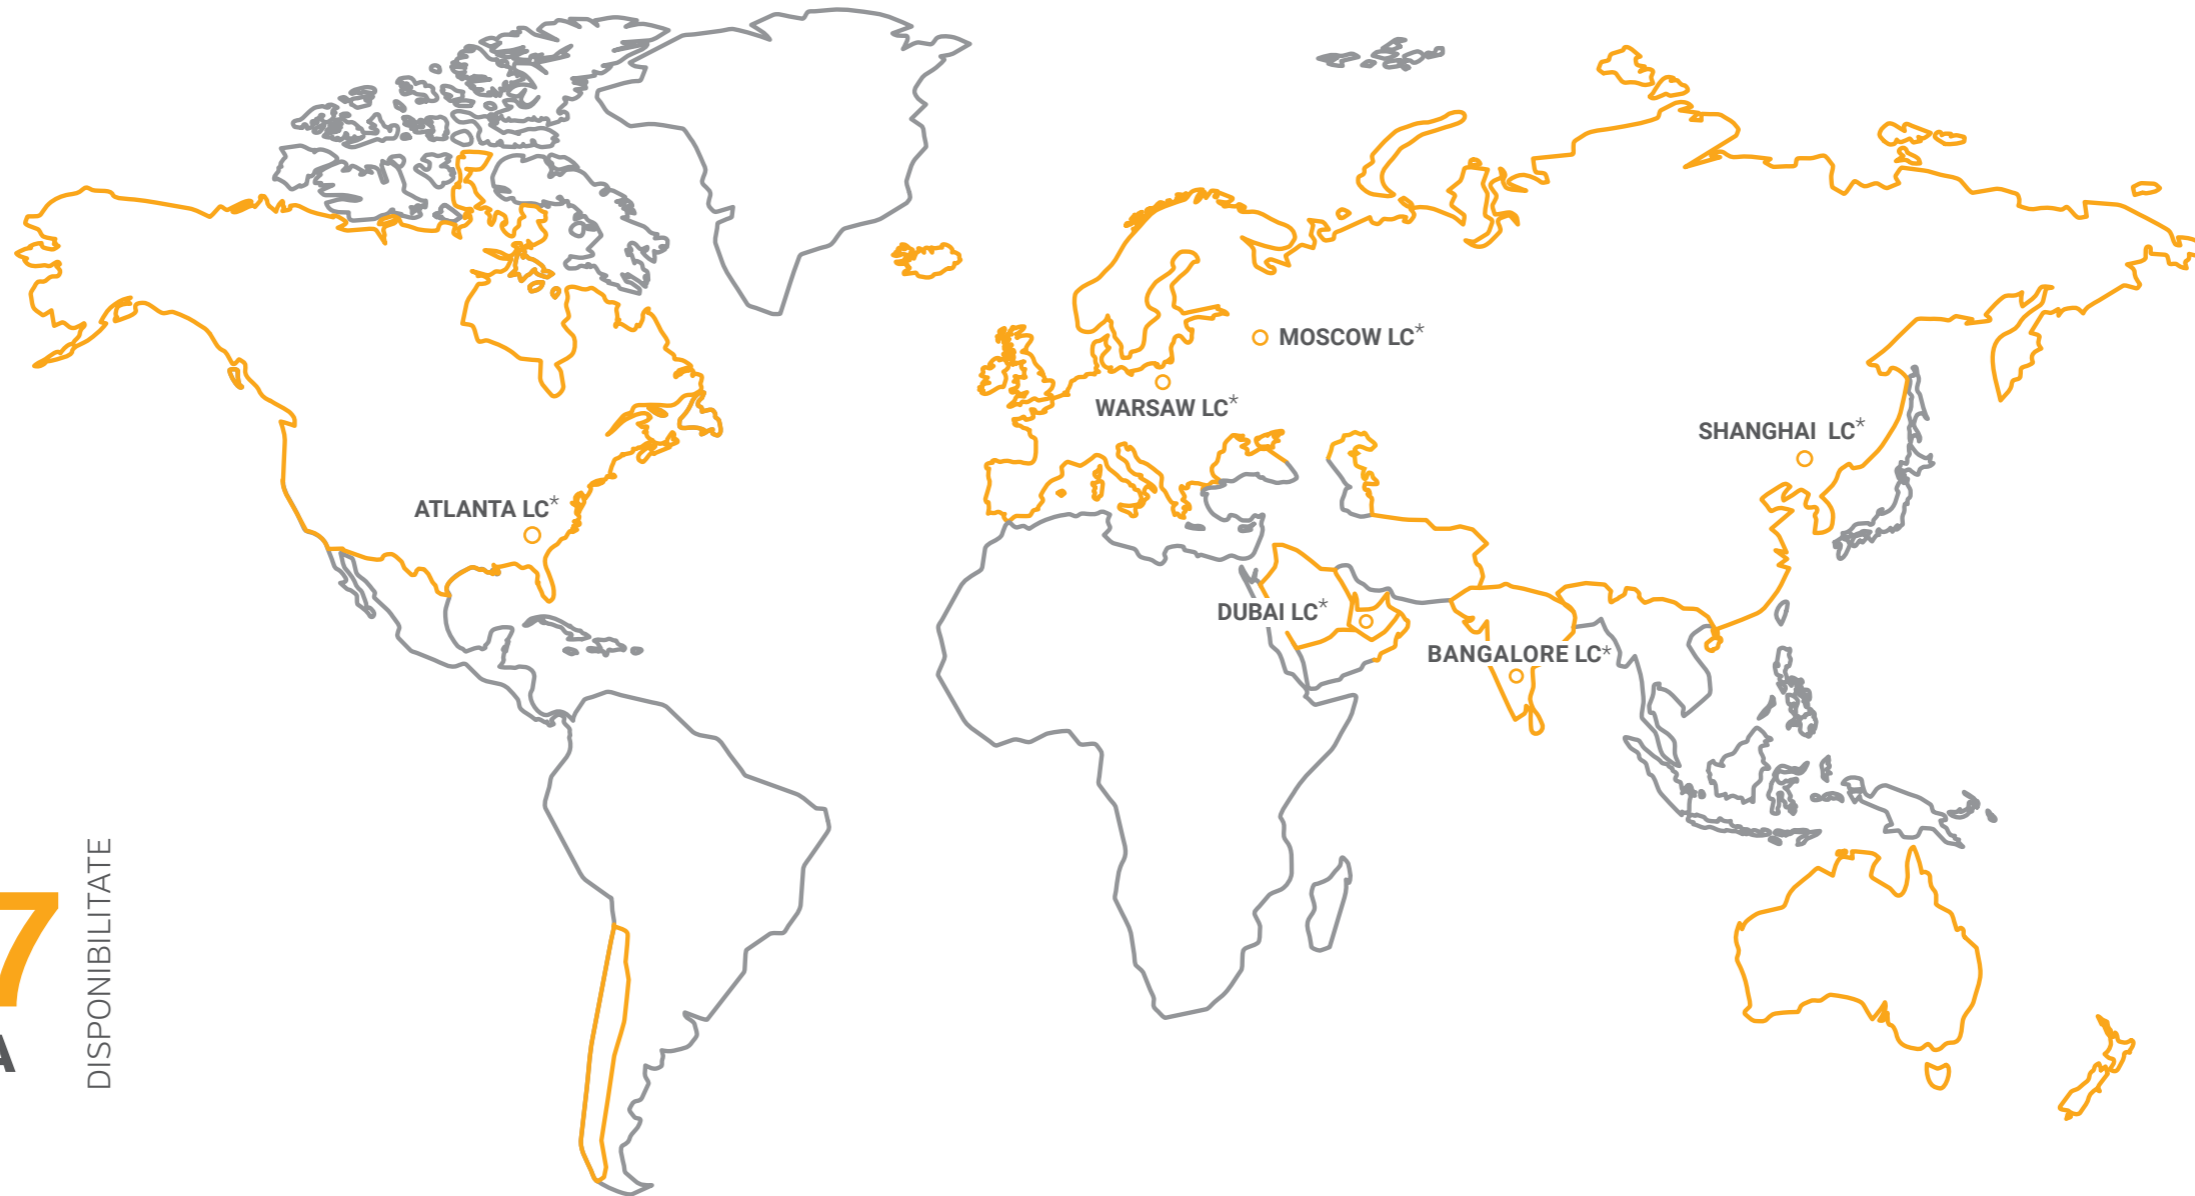 MOSCOW LC*
WARSAW LC*
SHANGHAI LC*
ATLANTA LC*
DUBAI LC*
BANGALORE LC*
7
A
DISPONIBILITATE